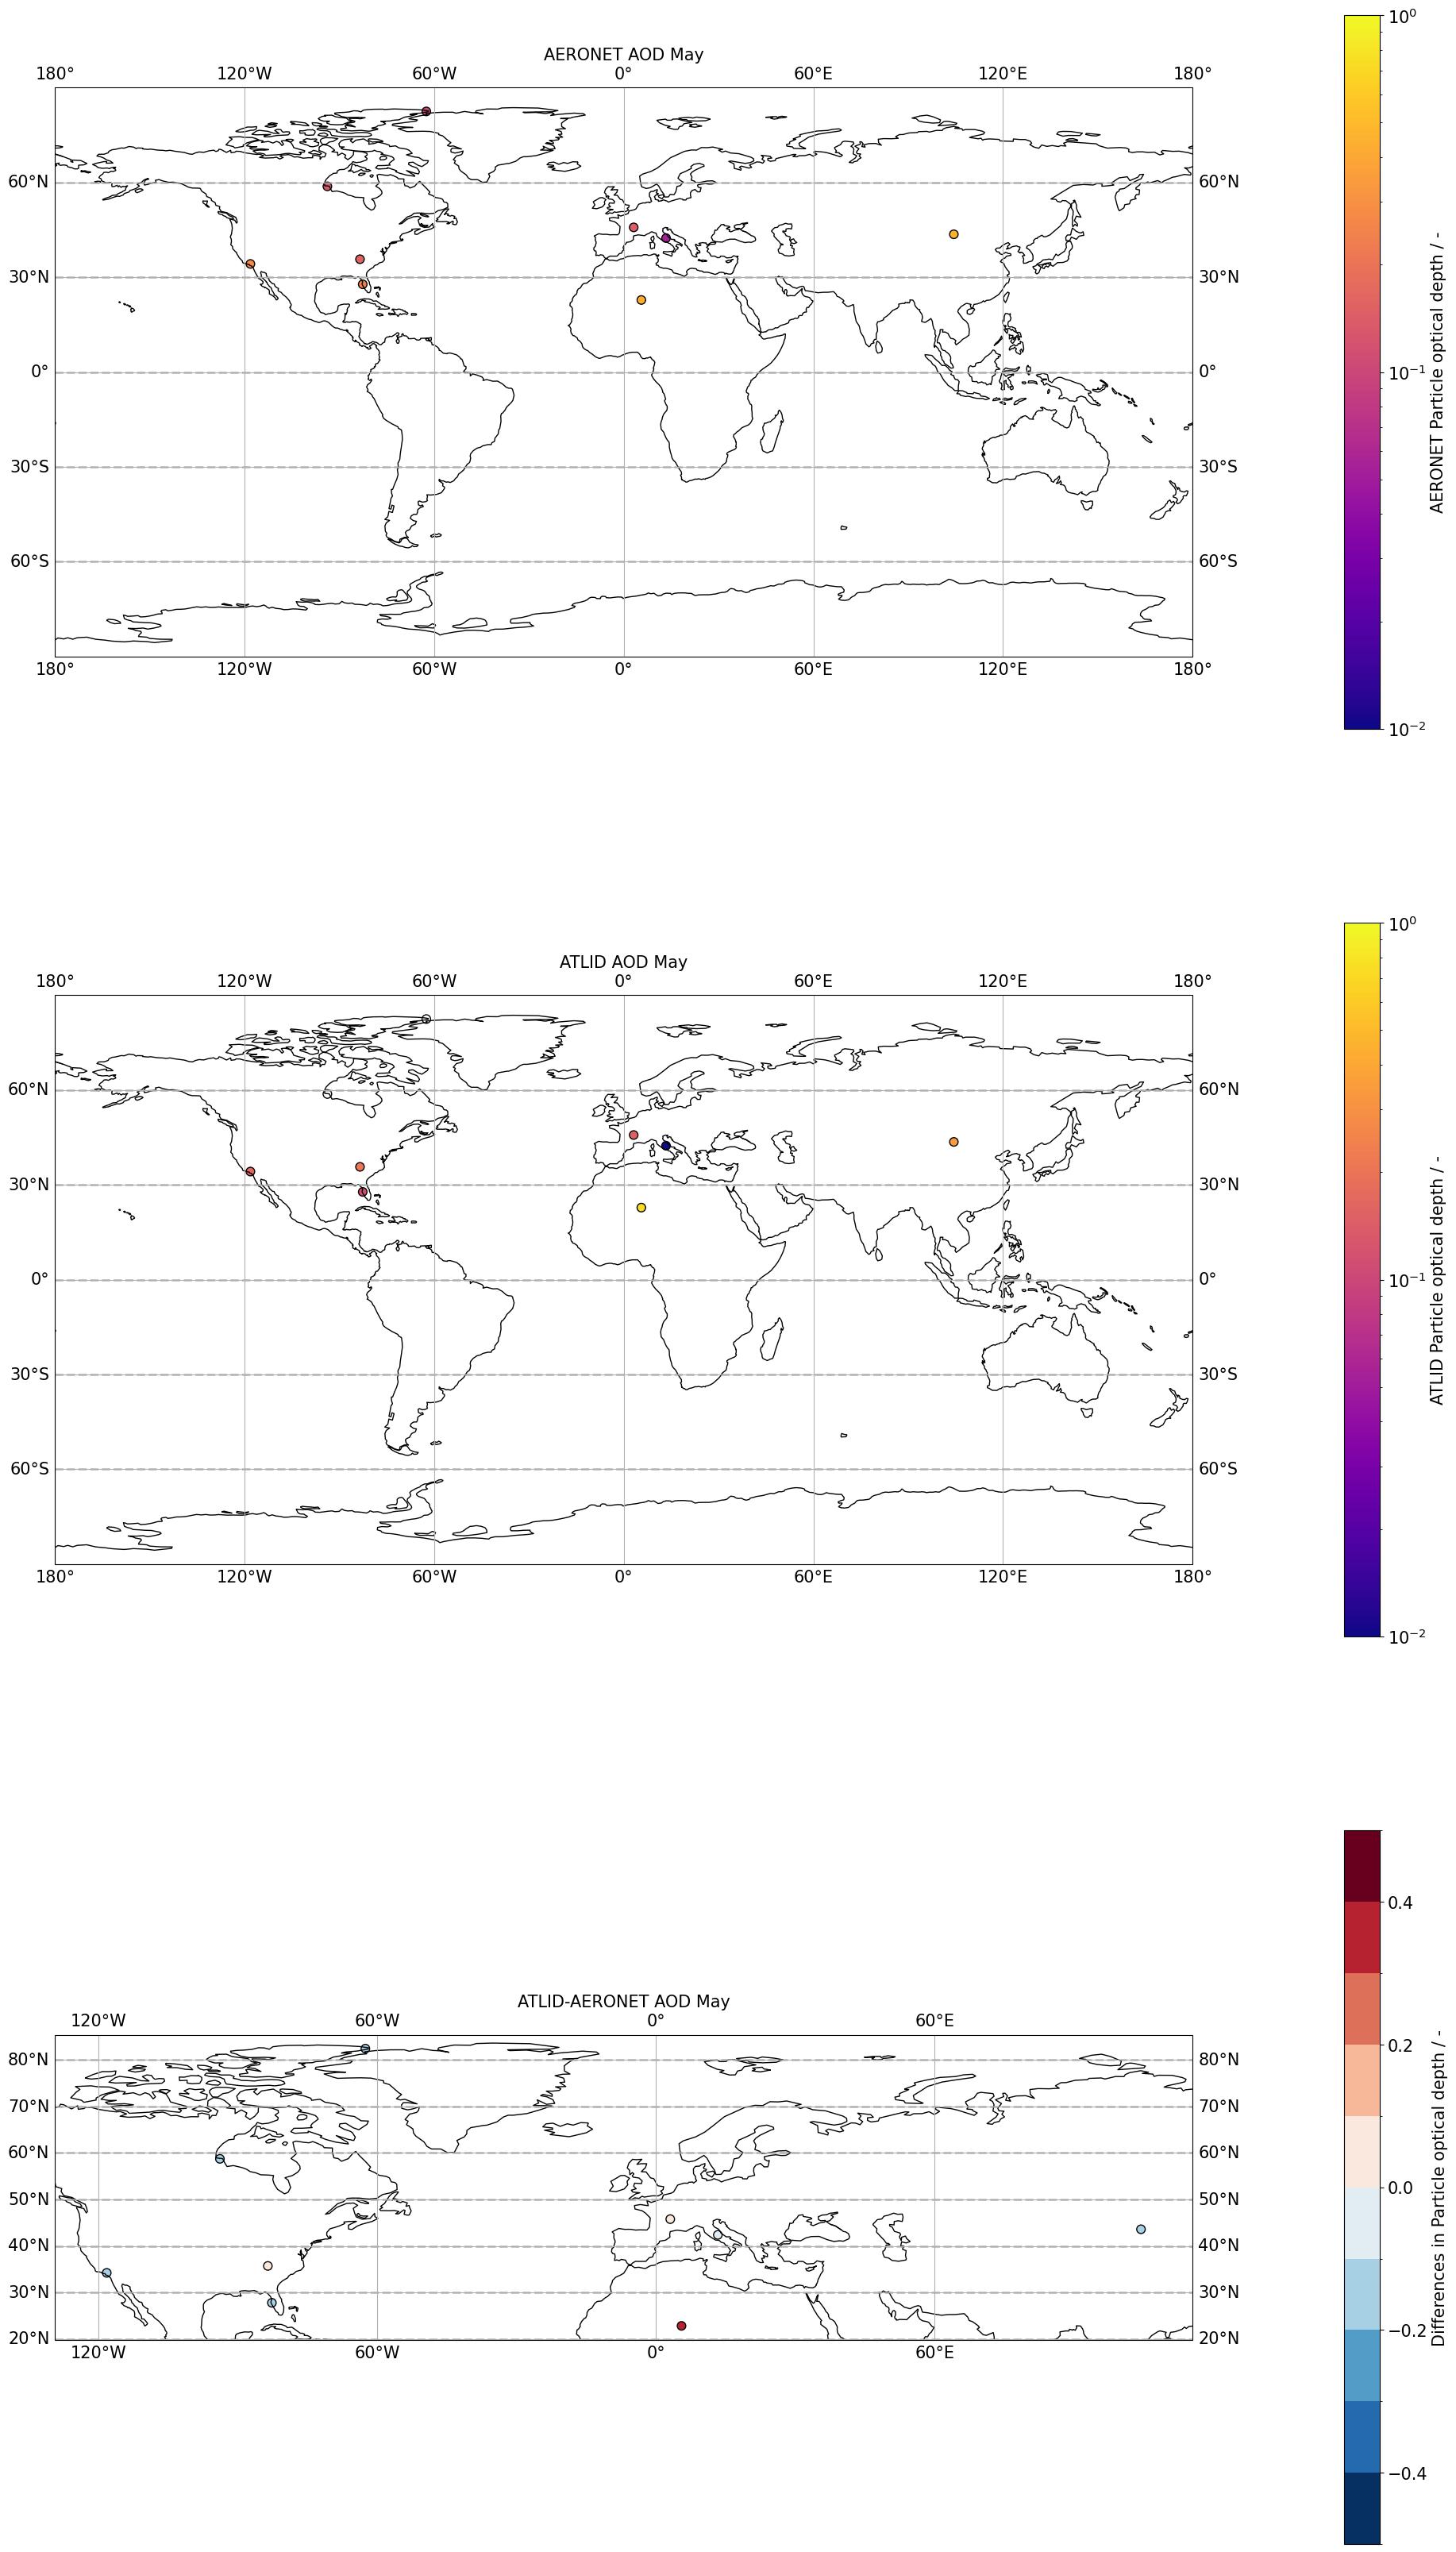 10⁰
AERONET AOD May
180° 120°W 60°W 0° 60°E 120°E 180°
60°N 60°N
30°N 30°N
0° 0°
10⁻¹
30°S 30°S
60°S 60°S
180° 120°W 60°W 0° 60°E 120°E 180°
10⁻²
AERONET Particle optical depth / -
10⁰
ATLID AOD May
180° 120°W 60°W 0° 60°E 120°E 180°
60°N 60°N
30°N 30°N
0° 0°
10⁻¹
30°S 30°S
60°S 60°S
180° 120°W 60°W 0° 60°E 120°E 180°
10⁻²
ATLID Particle optical depth / -
ATLID-AERONET AOD May
120°W 60°W 0° 60°E
80°N 80°N
70°N 70°N
60°N 60°N
50°N 50°N
40°N 40°N
30°N 30°N
20°N 20°N
120°W 60°W 0° 60°E
0.4
0.2
0.0
−0.2
−0.4
Differences in Particle optical depth / -